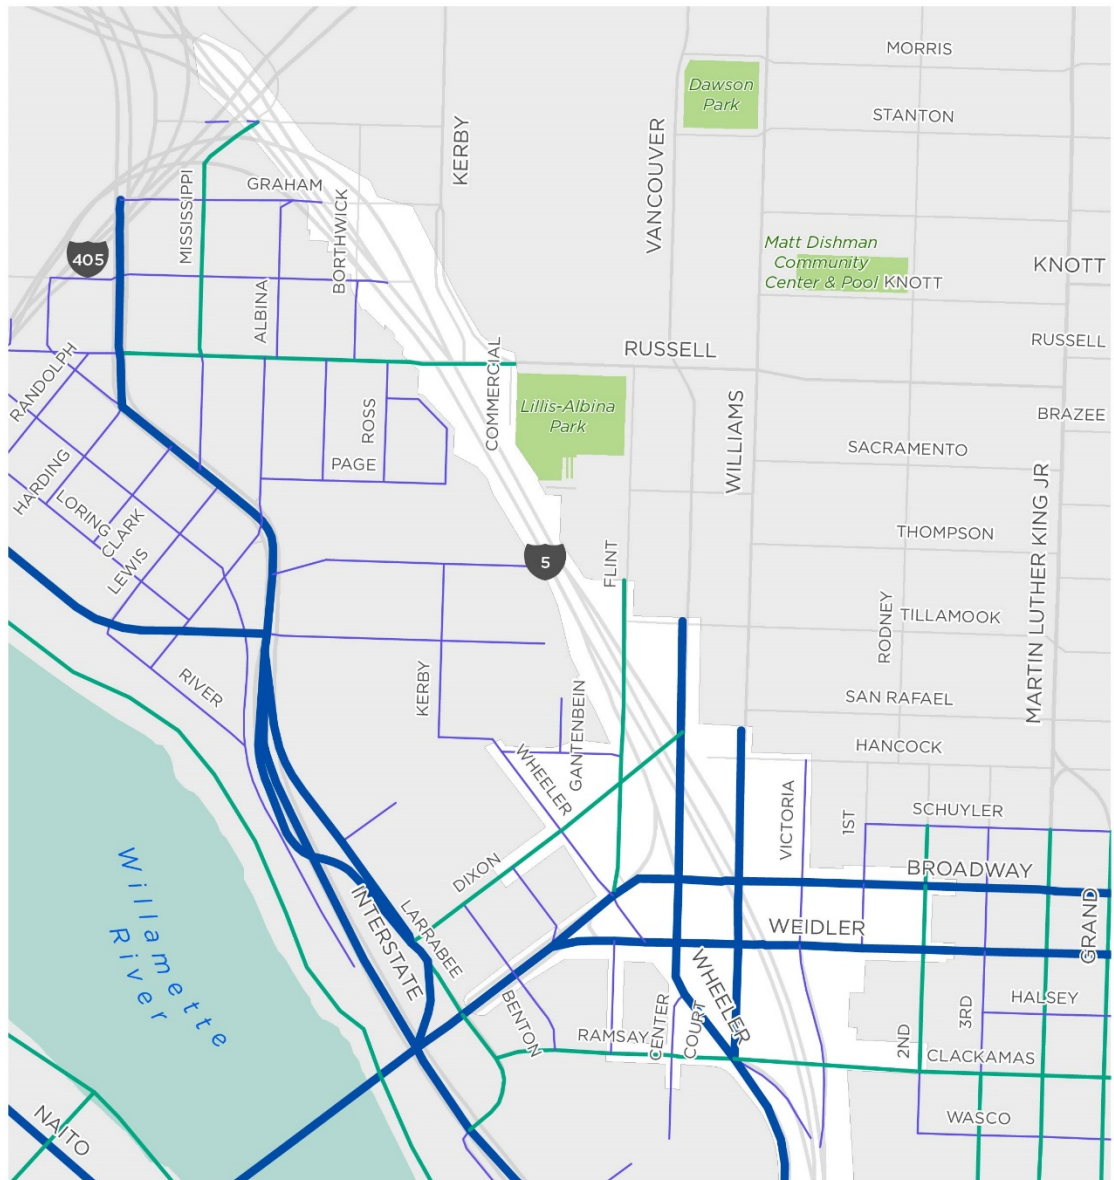 MORRIS
Dawson
Park
STANTON
KERBY
VANCOUVER
MISSISSIPPI
GRAHAM
BORTHWICK
405
Matt Dishman
Community
Center & Pool
KNOTT
KNOTT
ALBINA
RUSSELL
RUSSELL
RANDOLPH
COMMERCIAL
Lillis-Albina
Park
ROSS
WILLIAMS
BRAZEE
PAGE
SACRAMENTO
HARDING
LORING
CLARK
LEWIS
THOMPSON
5
FLINT
MARTIN LUTHER KING JR
RODNEY
TILLAMOOK
RIVER
KERBY
GANTENBEIN
SAN RAFAEL
HANCOCK
WHEELER
VICTORIA
1ST
SCHUYLER
Willamette
River
DIXON
BROADWAY
INTERSTATE
LARRABEE
WEIDLER
GRAND
WHEELER
BENTON
RAMSAY
CENTER
COURT
2ND
3RD
HALSEY
CLACKAMAS
WASCO
NAITO